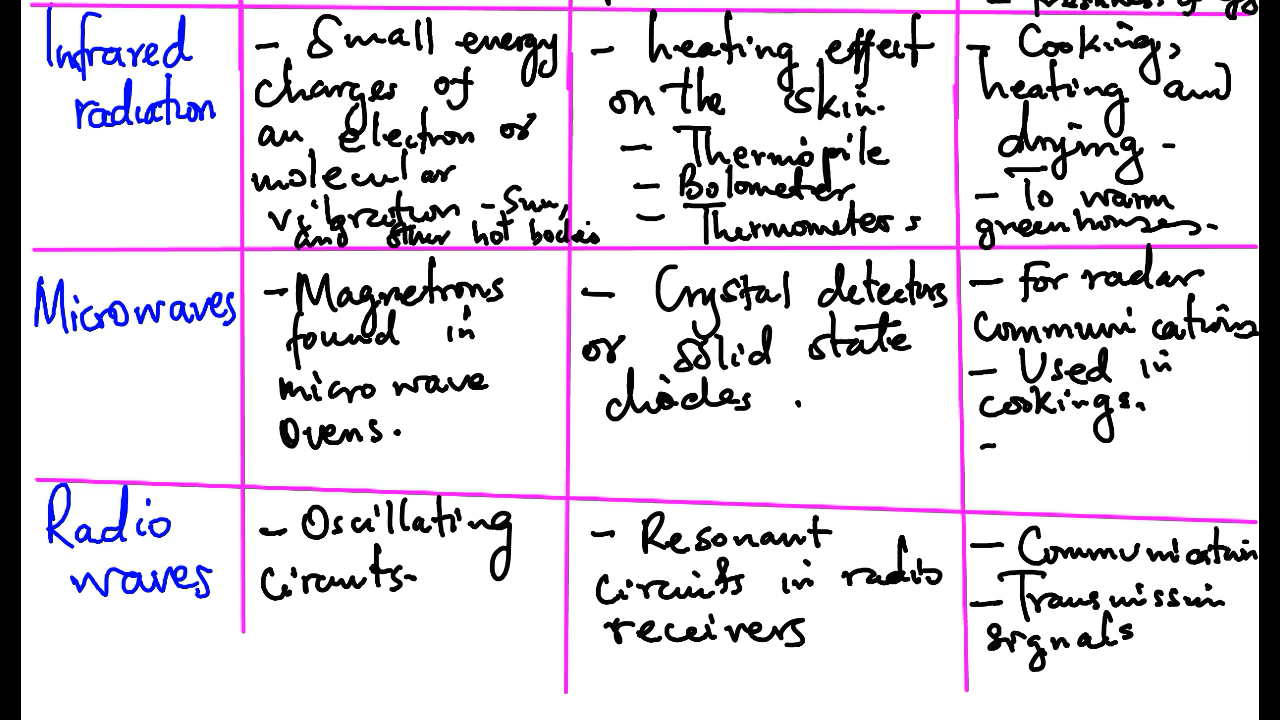 Infrared
radiation
- Small energy
charges of
an electron or
molecular
vibration - Sun,
and other hot bodies
- heating effect
on the skin.
- Thermopile
- Bolometer
- Thermometers
- Cooking,
heating and
drying -
- To warm
greenhouses.
Microwaves
- Magnetrons
found in
micro wave
Ovens.
- Crystal detectors
or solid state
diodes.
- For radar
Communications
- Used in
cookings.
-
Radio
waves
- Oscillating
circuits.
- Resonant
circuits in radio
receivers
- Communication
- Transmission
signals